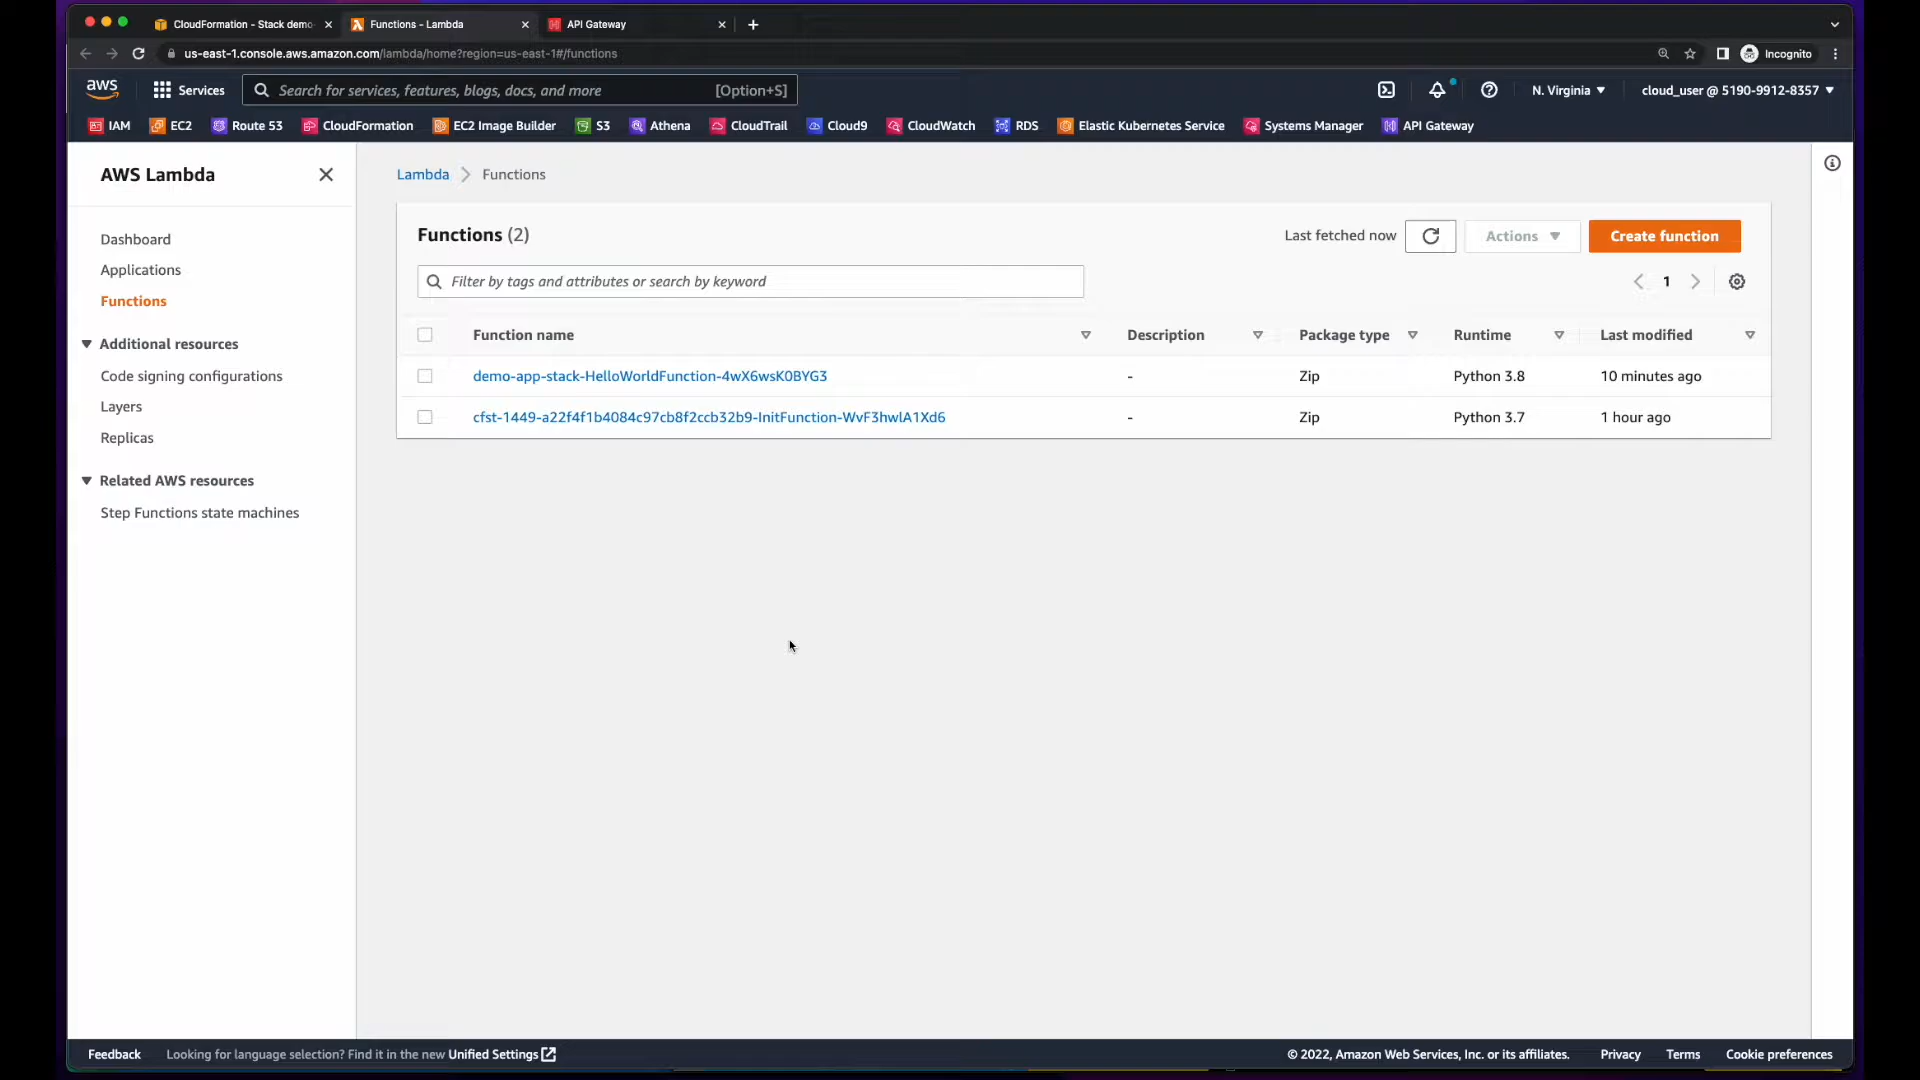 CloudFormation - Stack demo
Functions - Lambda
API Gateway
us-east-1.console.aws.amazon.com/lambda/home?region=us-east-1#/functions
Incognito
aws
Services
Search for services, features, blogs, docs, and more
[Option+S]
N. Virginia
cloud_user @ 5190-9912-8357
IAM
EC2
Route 53
CloudFormation
EC2 Image Builder
S3
Athena
CloudTrail
Cloud9
CloudWatch
RDS
Elastic Kubernetes Service
Systems Manager
API Gateway
AWS Lambda
Dashboard
Applications
Functions
Additional resources
Code signing configurations
Layers
Replicas
Related AWS resources
Step Functions state machines
Lambda
Functions
Functions (2)
Last fetched now
Actions
Create function
Filter by tags and attributes or search by keyword
1
Function name
Description
Package type
Runtime
Last modified
demo-app-stack-HelloWorldFunction-4wX6wsK0BYG3
-
Zip
Python 3.8
10 minutes ago
cfst-1449-a22f4f1b4084c97cb8f2ccb32b9-InitFunction-WvF3hwlA1Xd6
-
Zip
Python 3.7
1 hour ago
Feedback
Looking for language selection? Find it in the new Unified Settings
© 2022, Amazon Web Services, Inc. or its affiliates.
Privacy
Terms
Cookie preferences